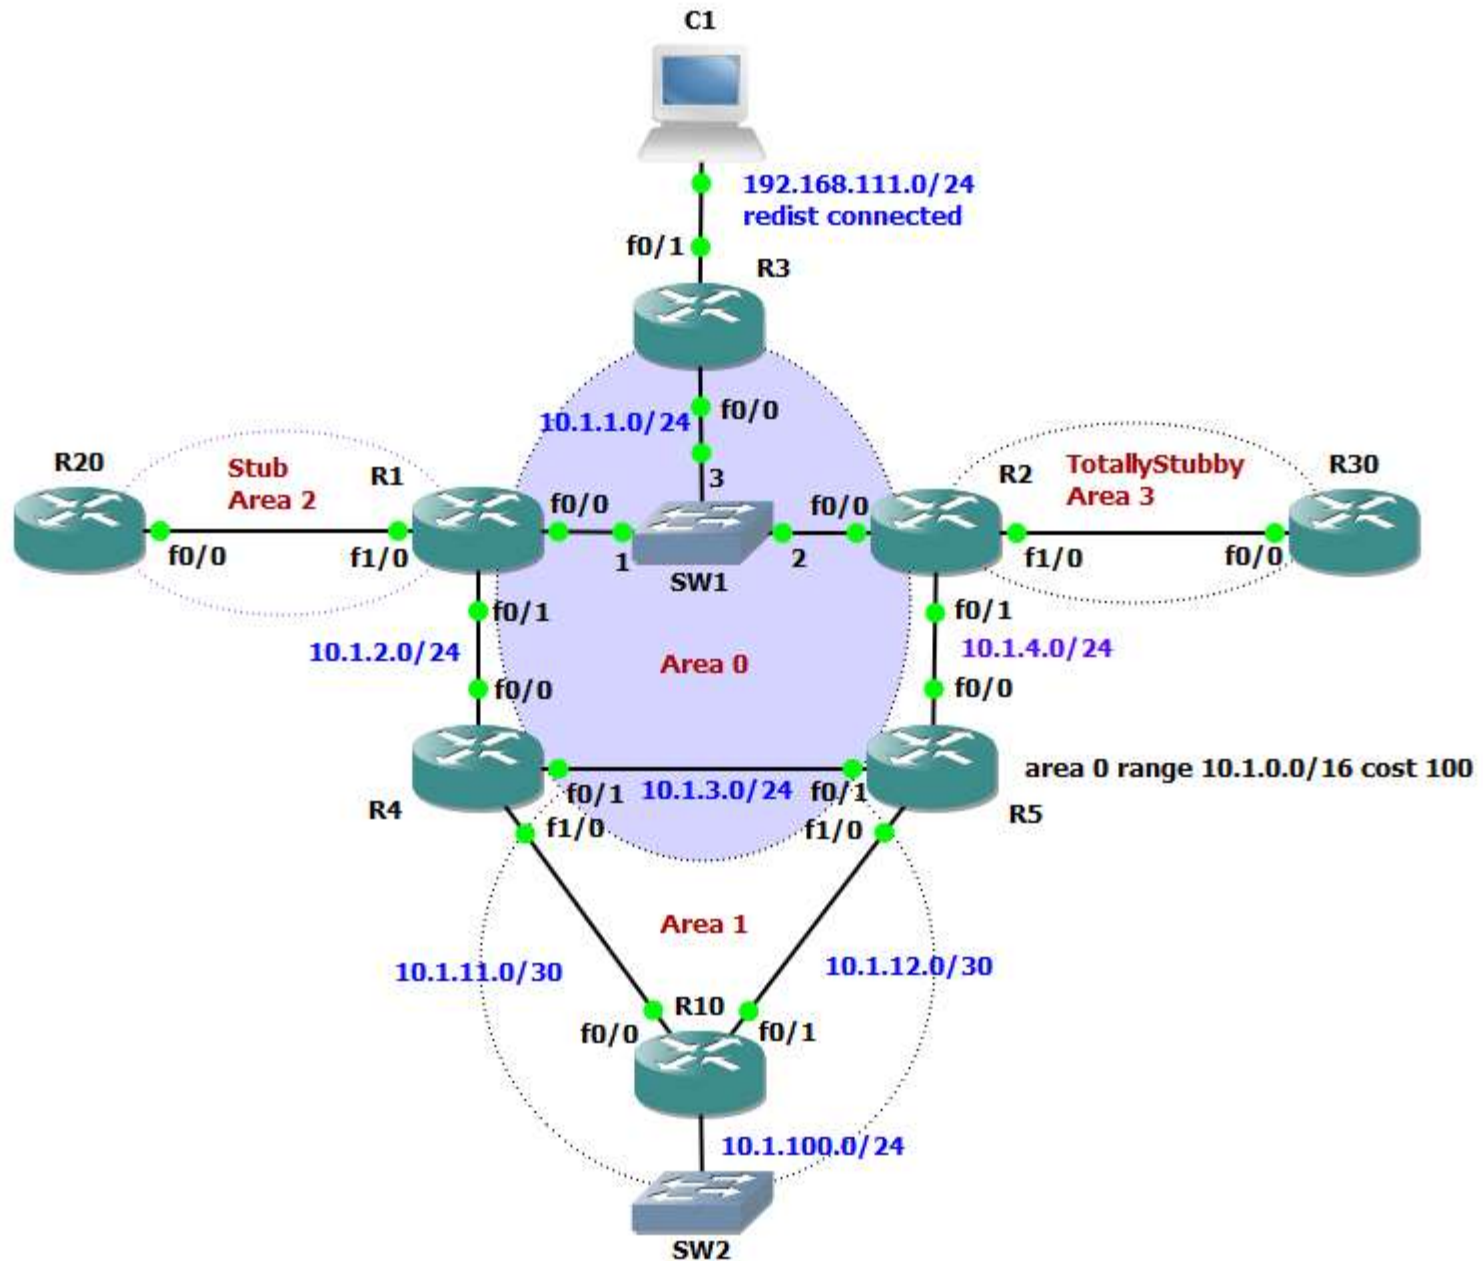 C1
192.168.111.0/24
redist connected
f0/1
R3
10.1.1.0/24
f0/0
3
R20
Stub
Area 2
R1
f0/0
f0/0
R2
TotallyStubby
Area 3
R30
f0/0
f1/0
1
SW1
2
f1/0
f0/0
f0/1
f0/1
10.1.2.0/24
Area 0
10.1.4.0/24
f0/0
f0/0
area 0 range 10.1.0.0/16 cost 100
R4
f0/1
10.1.3.0/24
f0/1
R5
f1/0
f1/0
Area 1
10.1.11.0/30
10.1.12.0/30
R10
f0/0
f0/1
10.1.100.0/24
SW2